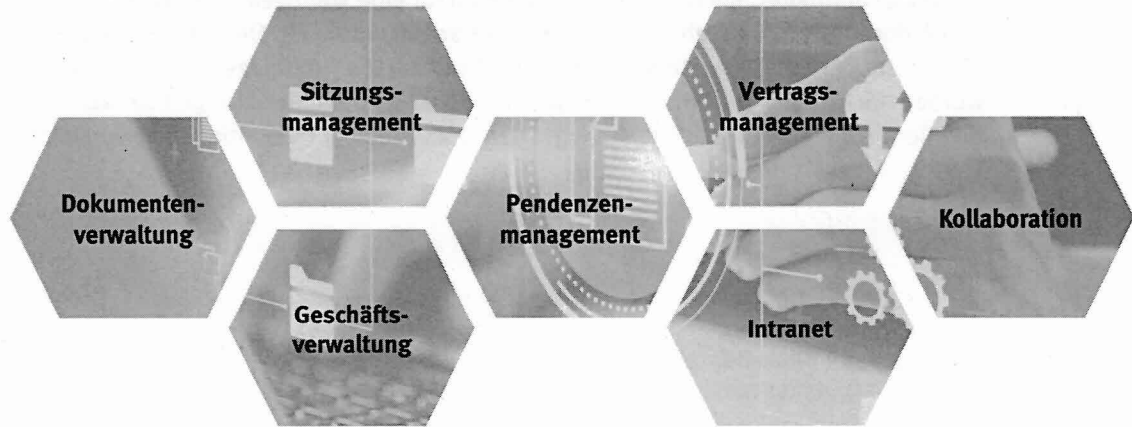 Dokumenten-
verwaltung
Sitzungs-
management
Geschäfts-
verwaltung
Pendenzen-
management
Vertrags-
management
Intranet
Kollaboration